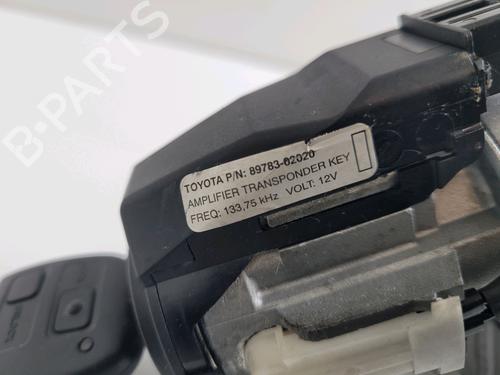 B-PARTS
TOYOTA P/N: 89783-02020
AMPLIFIER TRANSPONDER KEY
FREQ: 133,75 kHz VOLT: 12V